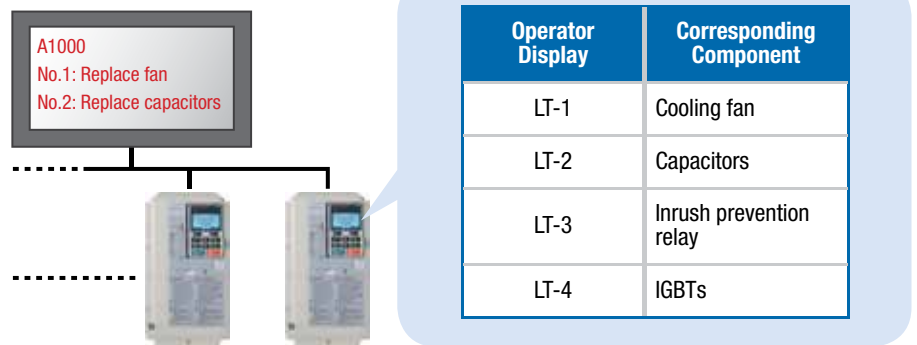 A1000
No.1: Replace fan
No.2: Replace capacitors
Operator
Display
Corresponding
Component
LT-1
Cooling fan
LT-2
Capacitors
LT-3
Inrush prevention
relay
LT-4
IGBTs